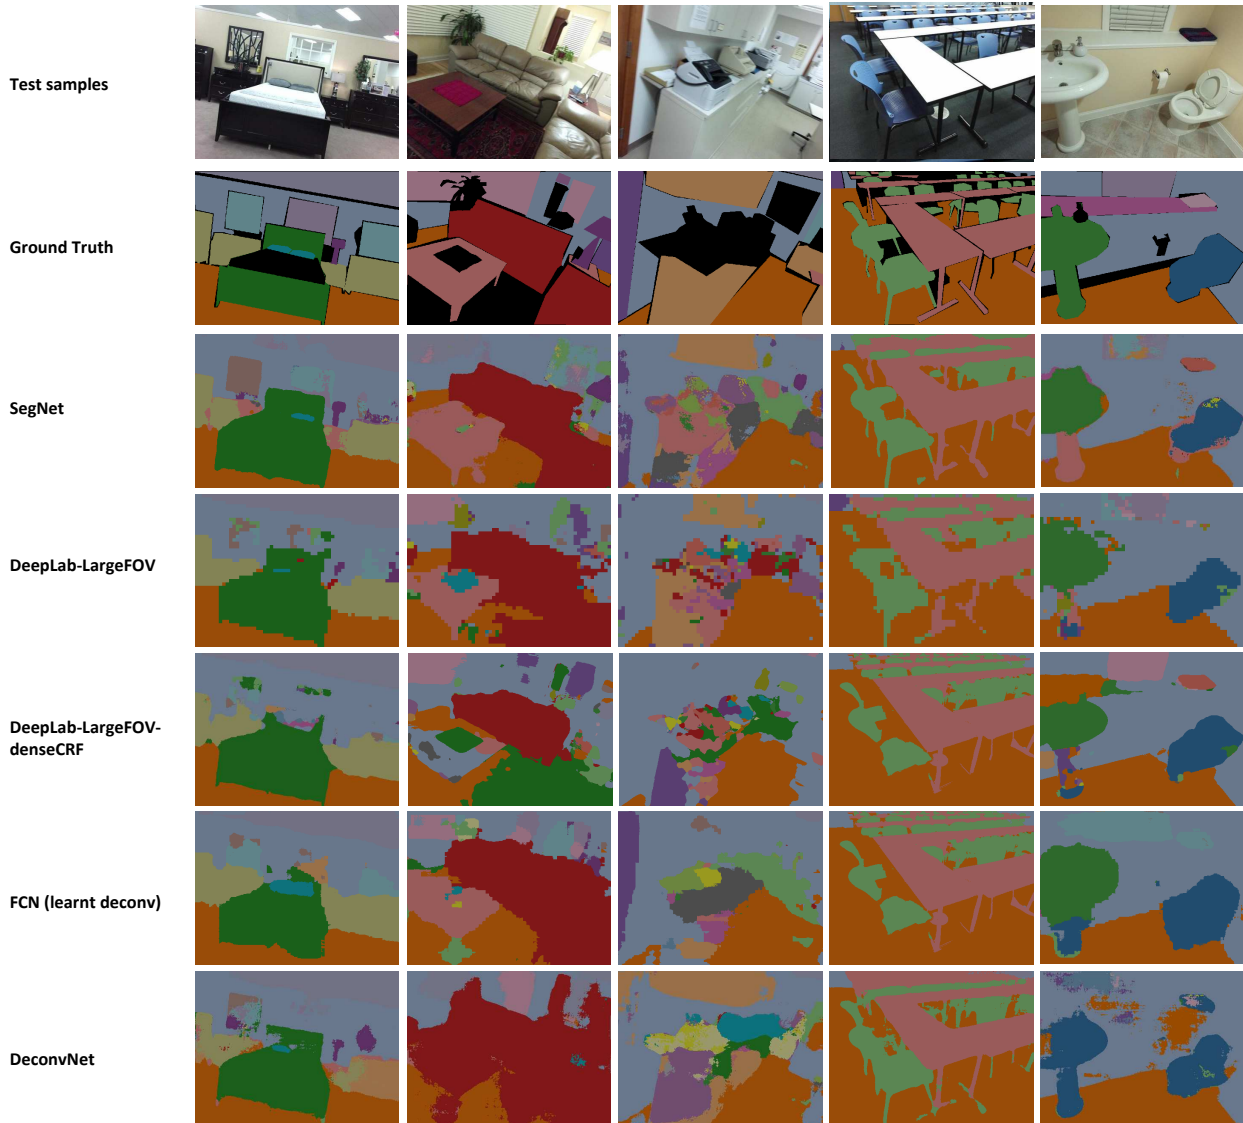 Test samples
Ground Truth
SegNet
DeepLab-LargeFOV
DeepLab-LargeFOV-
denseCRF
FCN (learnt deconv)
DeconvNet